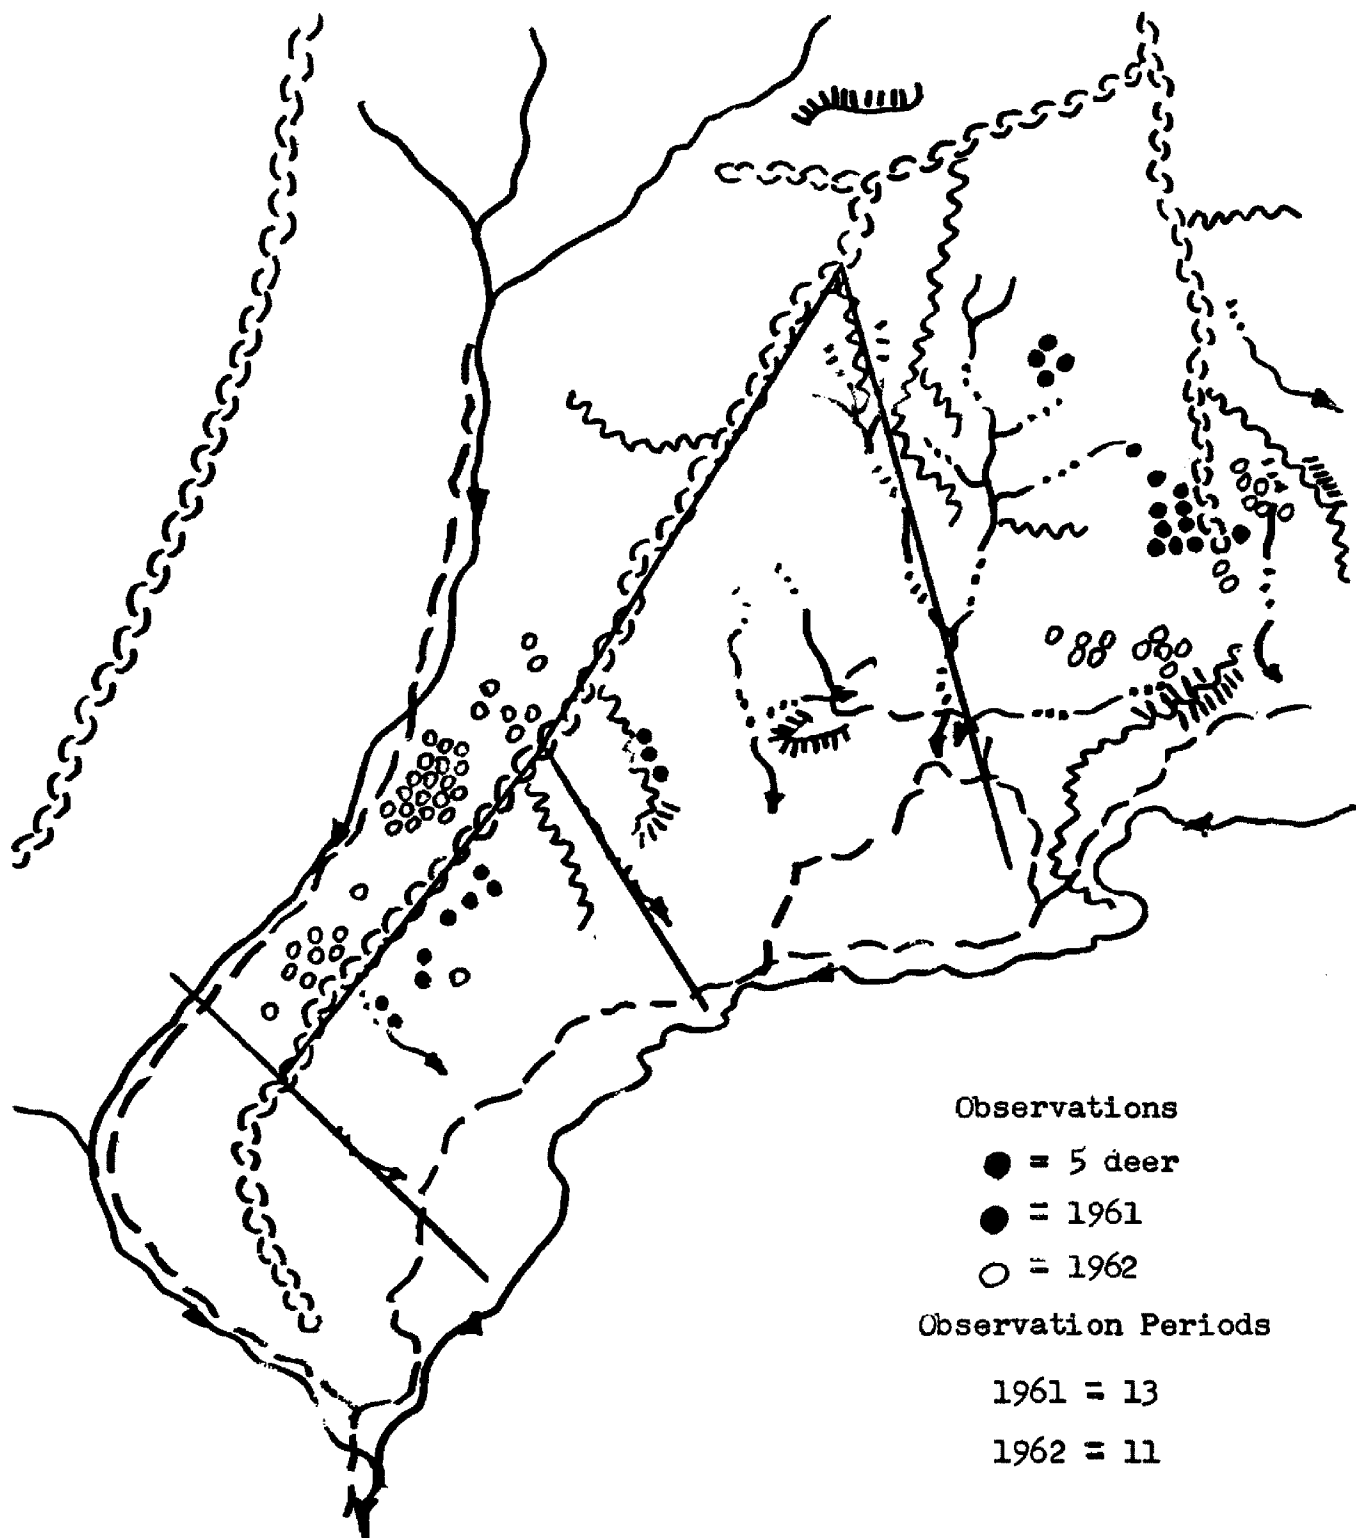 Observations
● = 5 deer
● = 1961
○ = 1962
Observation Periods
1961 = 13
1962 = 11